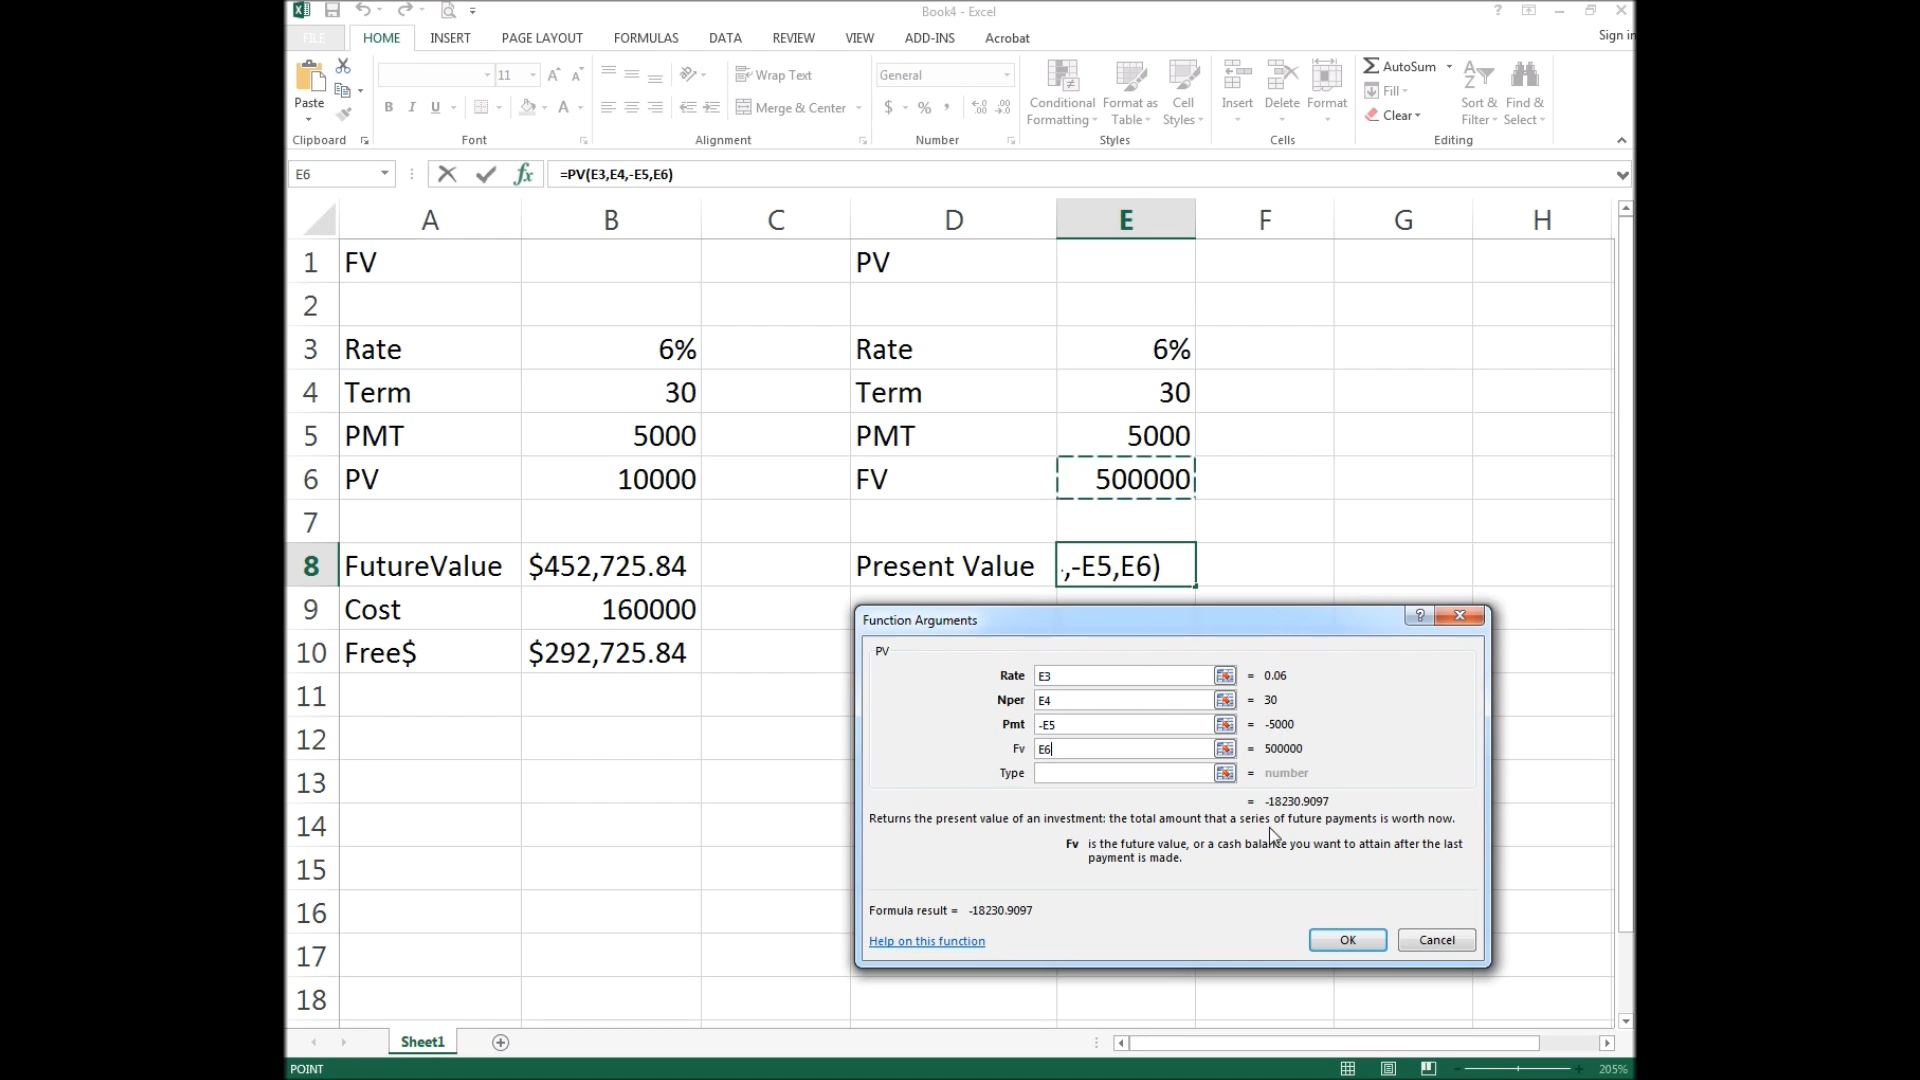 Book4 - Excel
?
FILE HOME INSERT PAGE LAYOUT FORMULAS DATA REVIEW VIEW ADD-INS Acrobat Sign in
Paste
11 A A
B I U A
Wrap Text
Merge & Center
General
$ % ,
Conditional Formatting
Format as Table
Cell Styles
Insert Delete Format
AutoSum
Fill
Clear
Sort & Filter
Find & Select
Clipboard Font Alignment Number Styles Cells Editing
E6 fx =PV(E3,E4,-E5,E6)
A B C D E F G H
1 FV PV
2
3 Rate 6% Rate 6%
4 Term 30 Term 30
5 PMT 5000 PMT 5000
6 PV 10000 FV 500000
7
8 FutureValue $452,725.84 Present Value ,-E5,E6)
9 Cost 160000
10 Free$ $292,725.84
11
12
13
14
15
16
17
18
Function Arguments ?
PV
Rate E3 = 0.06
Nper E4 = 30
Pmt -E5 = -5000
Fv E6 = 500000
Type = number
= -18230.9097
Returns the present value of an investment: the total amount that a series of future payments is worth now.
Fv is the future value, or a cash balance you want to attain after the last
payment is made.
Formula result = -18230.9097
Help on this function OK Cancel
Sheet1
POINT 205%